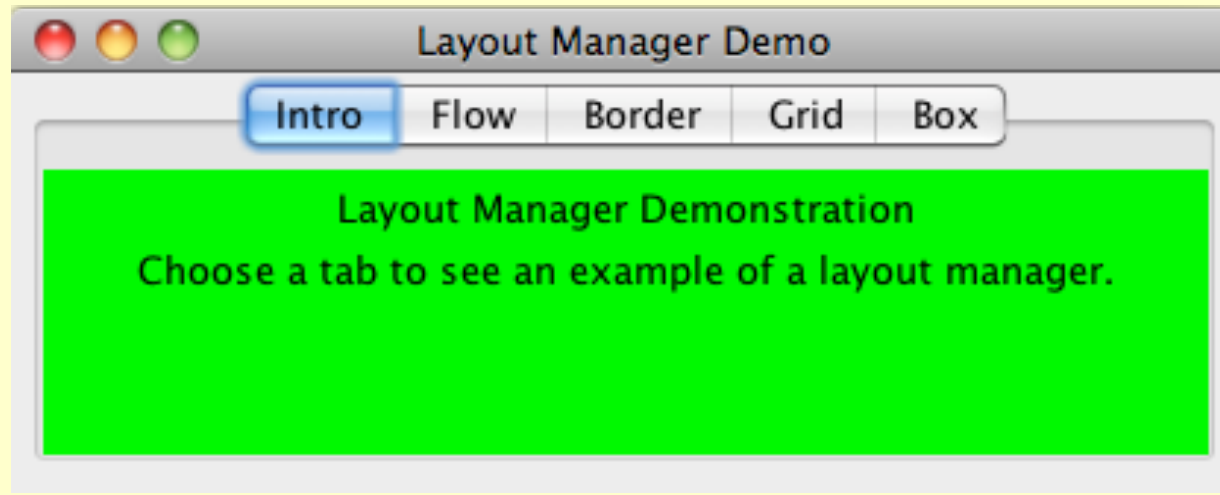 Layout Manager Demo
Intro Flow Border Grid Box
Layout Manager Demonstration
Choose a tab to see an example of a layout manager.